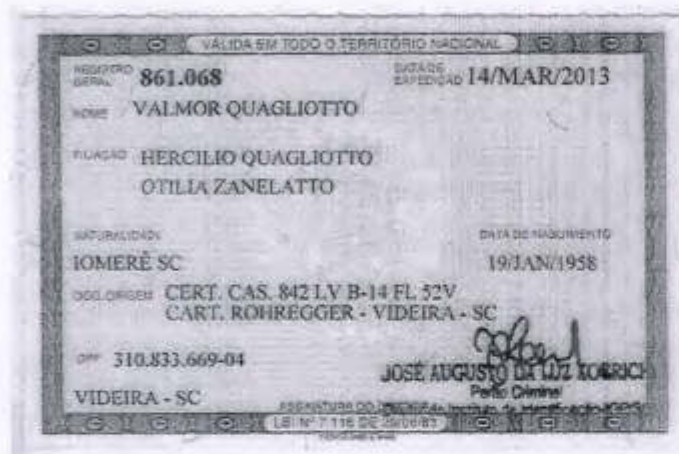 VÁLIDA EM TODO O TERRITÓRIO NACIONAL
REGISTRO GERAL 861.068 DATA DE EXPEDIÇÃO 14/MAR/2013
NOME VALMOR QUAGLIOTTO
FILIAÇÃO HERCILIO QUAGLIOTTO
OTILIA ZANELATTO
NATURALIDADE DATA DE NASCIMENTO
IOMERÊ SC 19/JAN/1958
DOC.ORIGEM CERT. CAS. 842 LV B-14 FL 52V
CART. ROHREGGER - VIDEIRA - SC
CPF 310.833.669-04
JOSÉ AUGUSTO DA LUZ
VIDEIRA - SC Perito Criminal
ASSINATURA DO
LEI Nº 7.116 DE 29/08/83